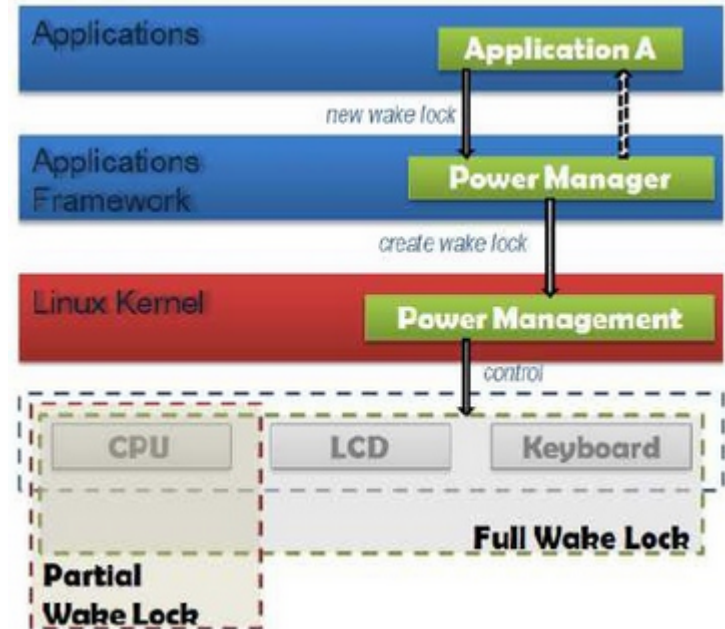 Applications
Application A
new wake lock
Applications
Framework
Power Manager
create wake lock
Linux Kernel
Power Management
control
CPU
LCD
Keyboard
Full Wake Lock
Partial
Wake Lock